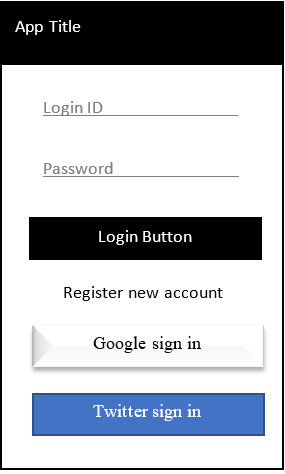 App Title
Login ID
Password
Login Button
Register new account
Google sign in
Twitter sign in